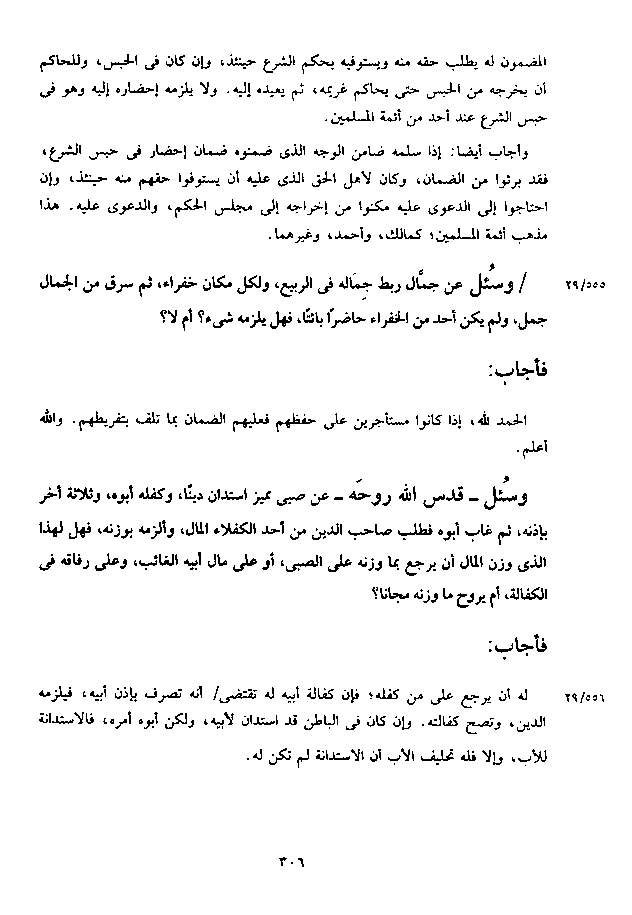 المضمون له يطلب حقه منه ويستوفيه بحكم الشرع حينئذ، وإن كان فى الحبس، وللحاكم
أن يخرجه من الحبس حتى يحاكم غريمه، ثم يعيده إليه. ولا يلزمه إحضاره إليه وهو فى
حبس الشرع عند أحد من أئمة المسلمين.
وأجاب أيضا: إذا سلمه ضامن الوجه الذى ضمنوه ضمان إحضار فى حبس الشرع،
فقد برئوا من الضمان، وكان لأهل الحق الذى عليه أن يستوفوا حقهم منه حينئذ، وإن
احتاجوا إلى الدعوى عليه مكنوا من إخراجه إلى مجلس الحكم، والدعوى عليه. هذا
مذهب أئمة المسلمين؛ كمالك، وأحمد، وغيرهما.
٢٩/٥٥٥ / وسُئل عن جمَّال ربط جِمَاله فى الربيع، ولكل مكان خفراء، ثم سرق من الجمال
جمل، ولم يكن أحد من الخفراء حاضرًا بائتًا، فهل يلزمه شىء؟ أم لا؟
فأجاب:
الحمد لله، إذا كانوا مستأجرين على حفظهم فعليهم الضمان بما تلف بتفريطهم. والله
أعلم.
وسُئل ـ قدس الله روحَه ـ عن صبى مميز استدان دينًا، وكفله أبوه، وثلاثة أخر
بإذنه، ثم غاب أبوه فطلب صاحب الدين من أحد الكفلاء المال، وألزمه بوزنه، فهل لهذا
الذى وزن المال أن يرجع بما وزنه على الصبى، أو على مال أبيه الغائب، وعلى رفاقه فى
الكفالة، أم يروح ما وزنه مجانا؟
فأجاب:
٢٩/٥٥٦ له أن يرجع على من كفله؛ فإن كفالة أبيه له تقتضى/ أنه تصرف بإذن أبيه، فيلزمه
الدين، وتصح كفالته. وإن كان فى الباطن قد استدان لأبيه، ولكن أبوه أمره، فالاستدانة
للأب، وإلا فله تحليف الأب أن الاستدانة لم تكن له.
٣٠٦